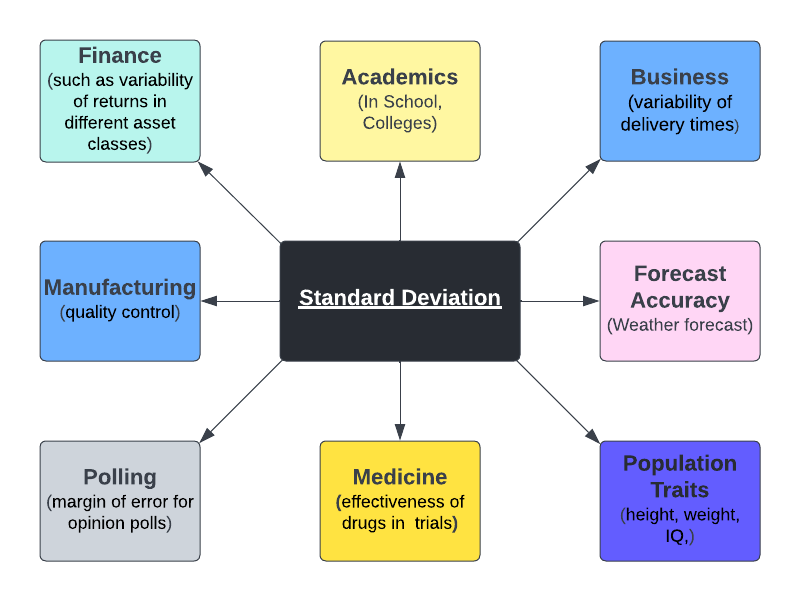 Finance
(such as variability
of returns in
different asset
classes)
Academics
(In School,
Colleges)
Business
(variability of
delivery times)
Manufacturing
(quality control)
Standard Deviation
Forecast
Accuracy
(Weather forecast)
Polling
(margin of error for
opinion polls)
Medicine
(effectiveness of
drugs in  trials)
Population
Traits
(height, weight,
IQ,)